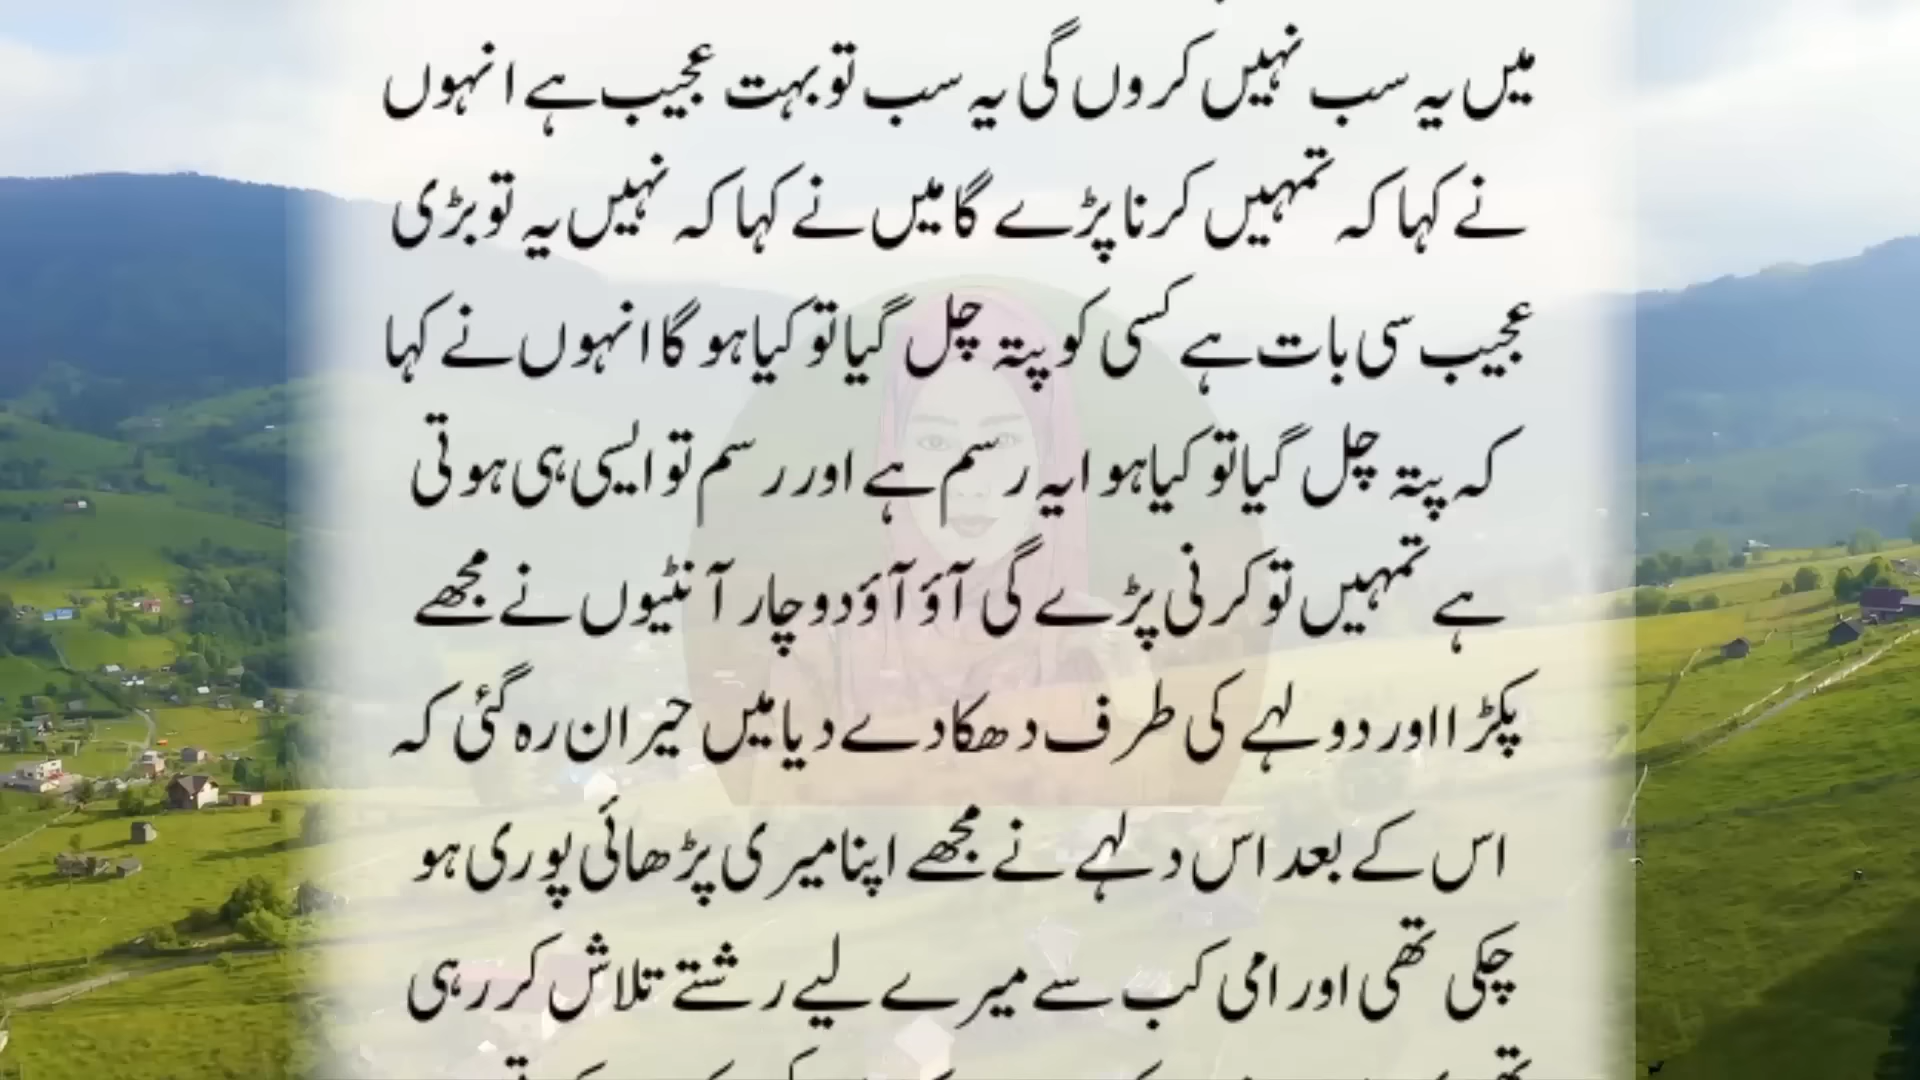 میں یہ سب نہیں کروں گی یہ سب تو بہت عجیب ہے انہوں
نے کہا کہ تمہیں کرنا پڑے گا میں نے کہا کہ نہیں یہ تو بڑی
عجیب سی بات ہے کسی کو پتہ چل گیا تو کیا ہو گا انہوں نے کہا
کہ پتہ چل گیا تو کیا ہوا یہ رسم ہے اور رسم تو ایسی ہی ہوتی
ہے تمہیں تو کرنی پڑے گی آؤ آؤ دو چار آنٹیوں نے مجھے
پکڑا اور دولہے کی طرف دھکا دے دیا میں حیران رہ گئی کہ
اس کے بعد اس دلہے نے مجھے اپنا میری پڑھائی پوری ہو
چکی تھی اور امی کب سے میرے لیے رشتے تلاش کر رہی